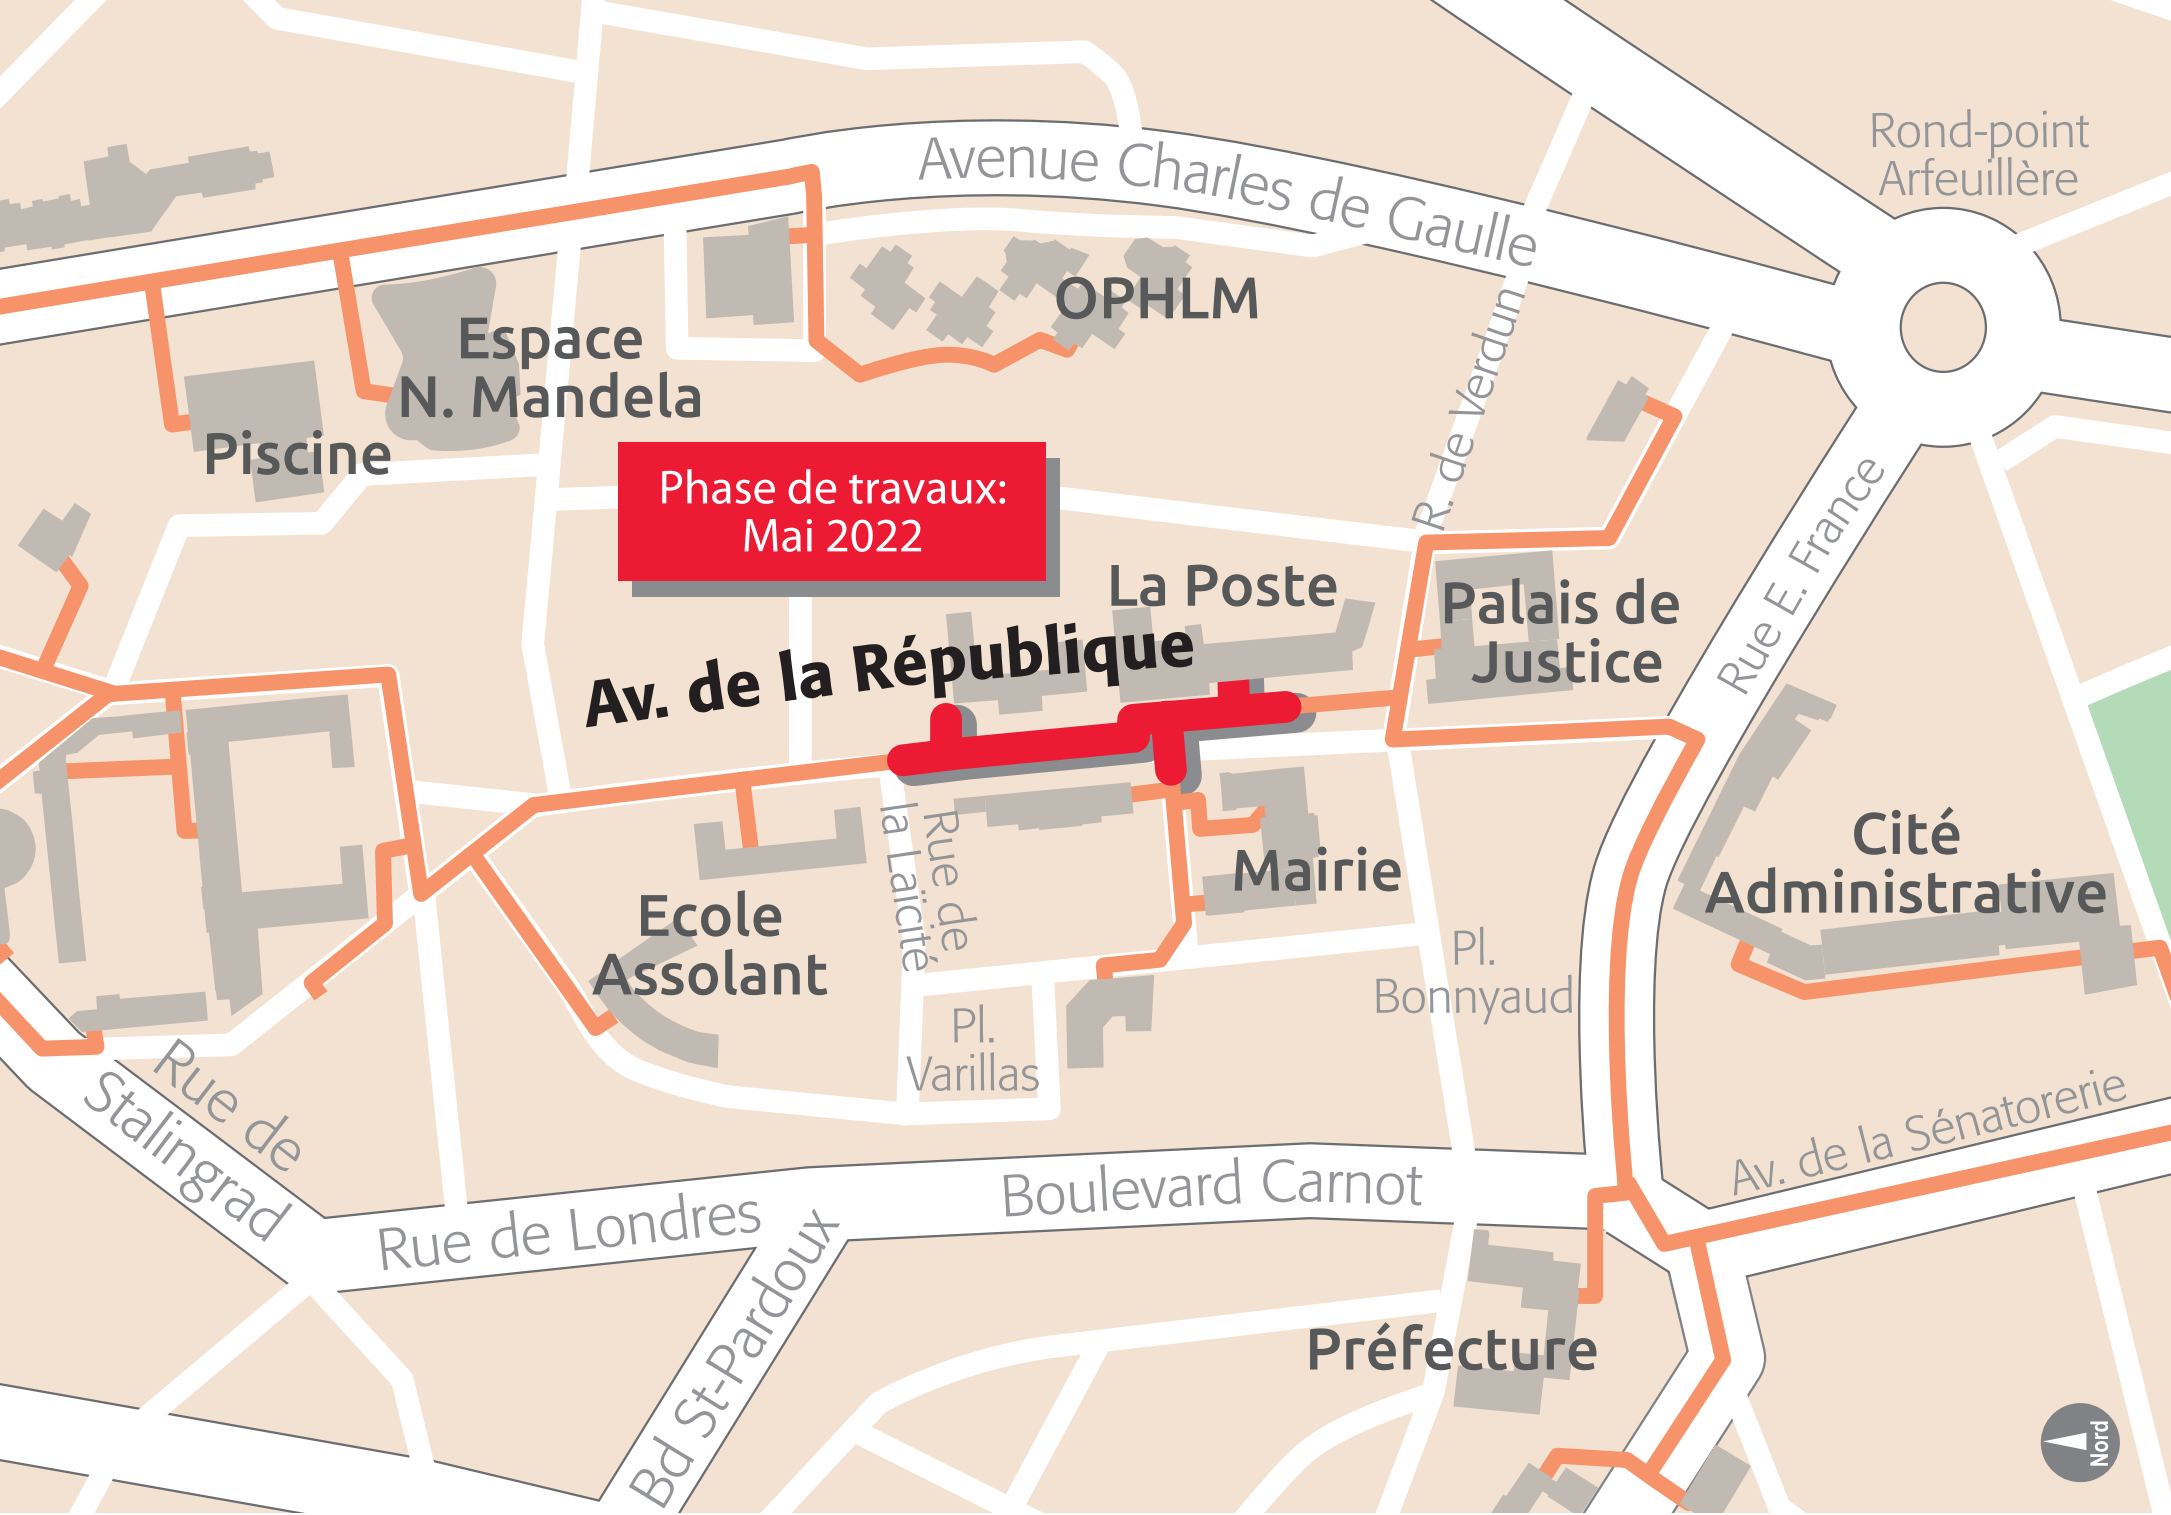 Rond-point
Arfeuillère
Avenue Charles de Gaulle
OPHLM
Espace
N. Mandela
Piscine
R. de Verdun
Phase de travaux:
Mai 2022
La Poste
Palais de
Justice
Rue E. France
Av. de la République
Cité
Administrative
Rue de
la Laïcité
Mairie
Ecole
Assolant
Pl.
Bonnyaud
Pl.
Varillas
Rue de
Stalingrad
Av. de la Sénatorerie
Boulevard Carnot
Rue de Londres
Bd St-Pardoux
Préfecture
Nord